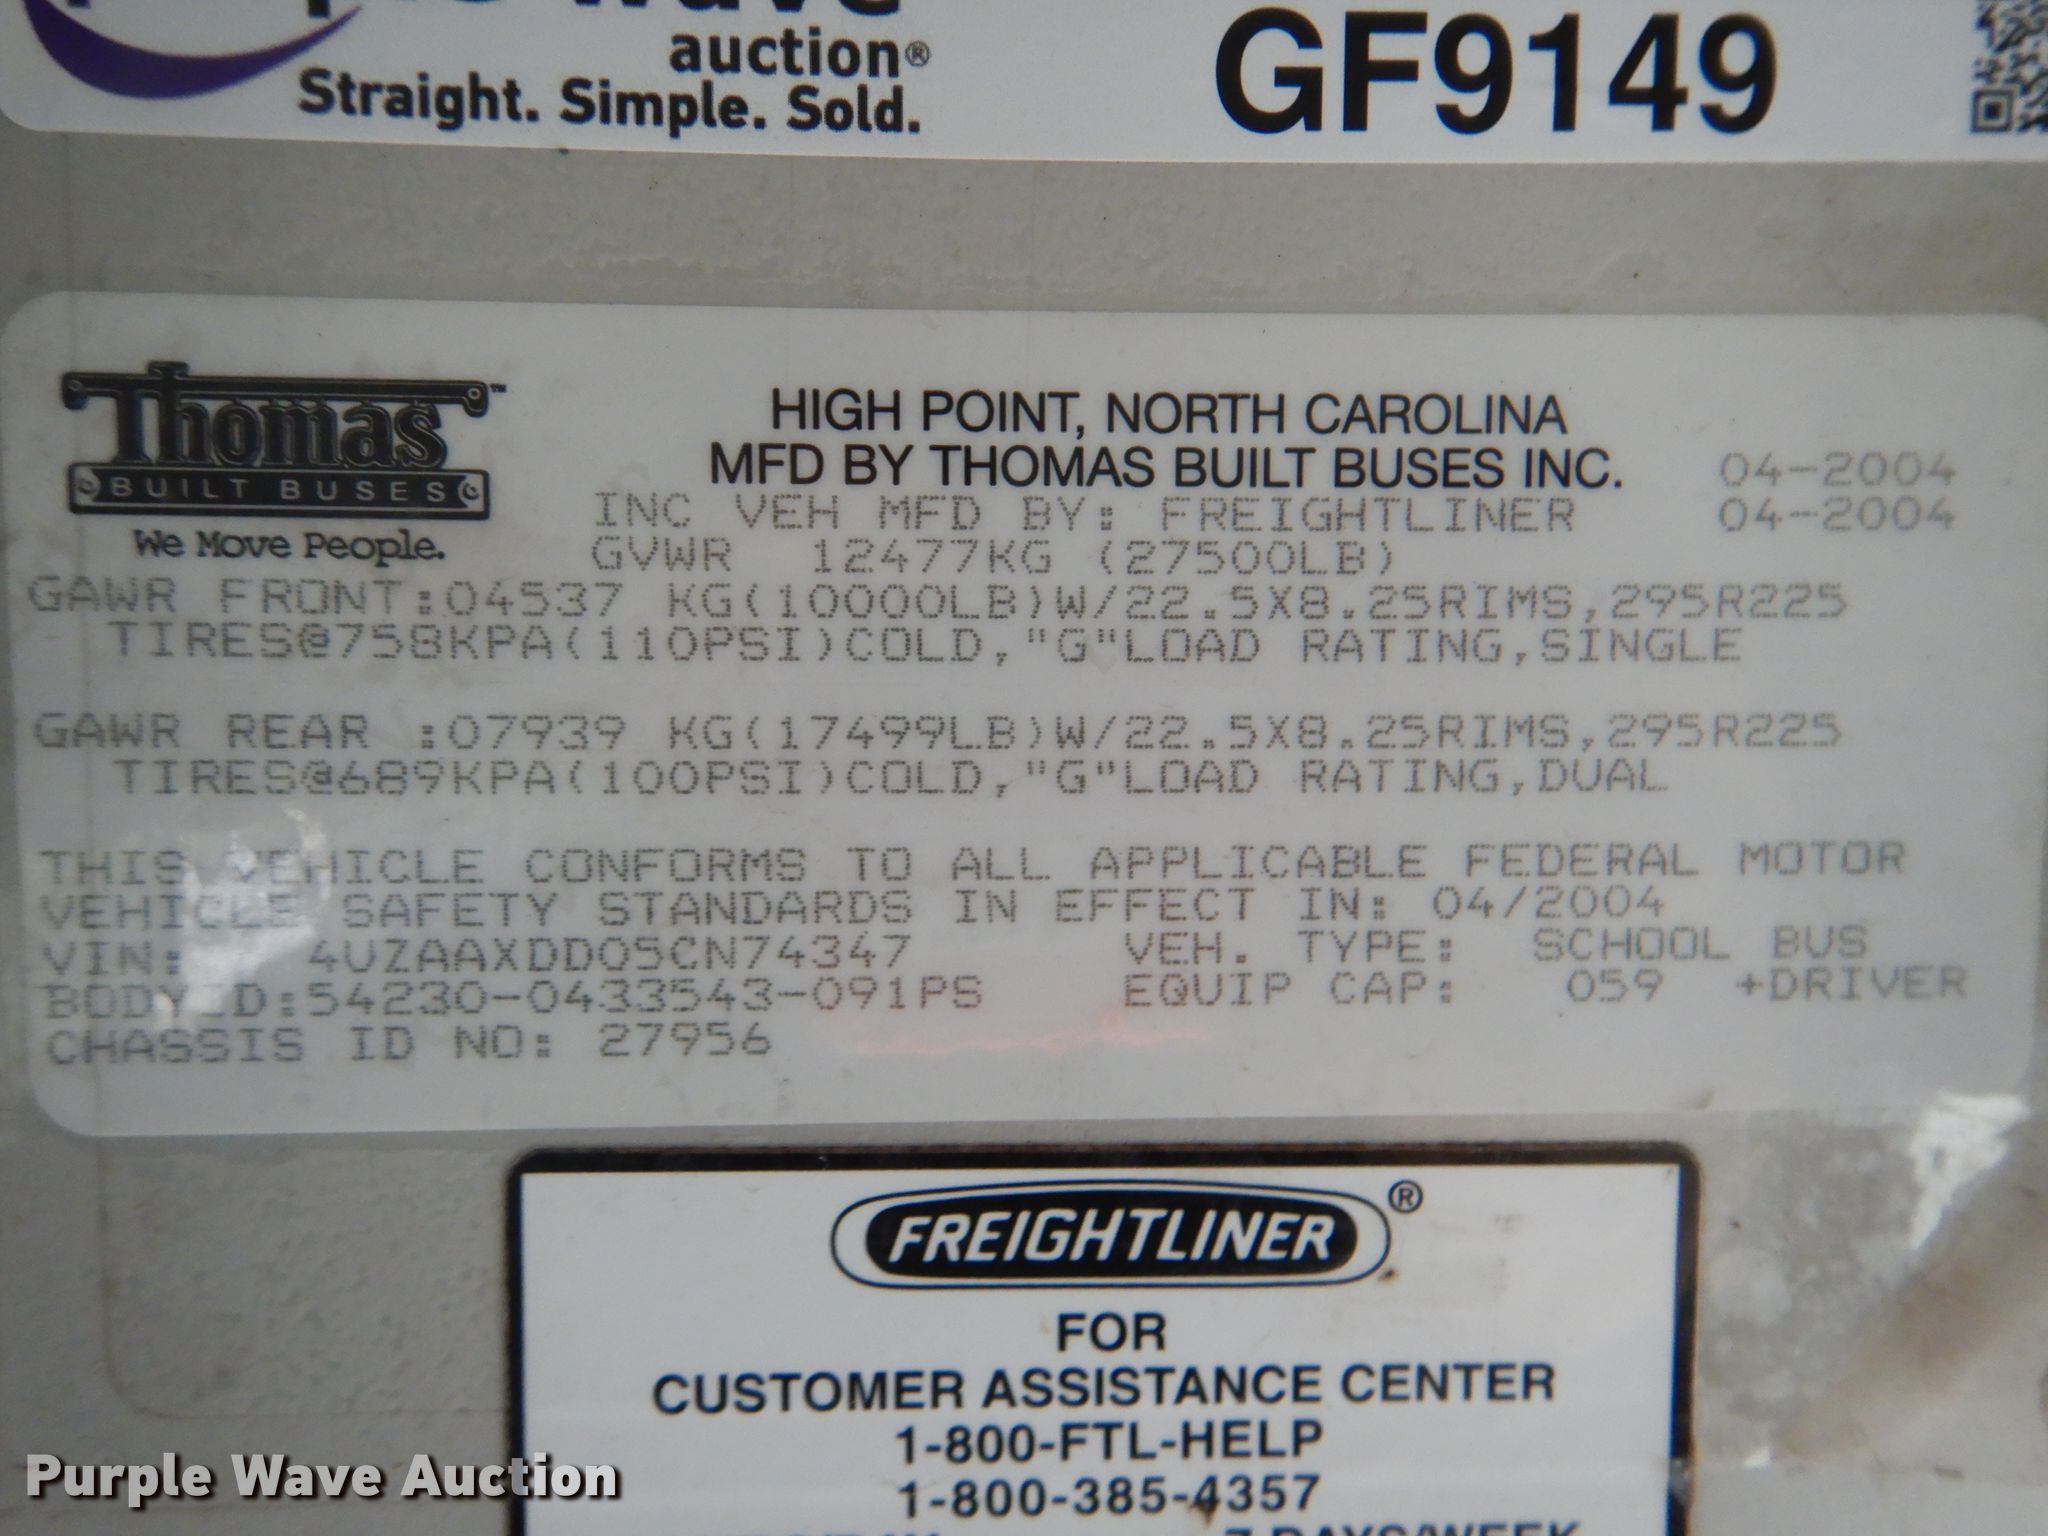 auction®
Straight. Simple. Sold.
GF9149
Thomas™
BUILT BUSES
We Move People.
HIGH POINT, NORTH CAROLINA
MFD BY THOMAS BUILT BUSES INC. 04-2004
INC VEH MFD BY: FREIGHTLINER 04-2004
GVWR 12477KG (27500LB)
GAWR FRONT:04537 KG(10000LB)W/22.5X8.25RIMS,295R225
TIRES@758KPA(110PSI)COLD,"G"LOAD RATING,SINGLE
GAWR REAR :07939 KG(17499LB)W/22.5X8.25RIMS,295R225
TIRES@689KPA(100PSI)COLD,"G"LOAD RATING,DUAL
THIS VEHICLE CONFORMS TO ALL APPLICABLE FEDERAL MOTOR
VEHICLE SAFETY STANDARDS IN EFFECT IN: 04/2004
VIN: 4UZAAXDD05CN74347 VEH. TYPE: SCHOOL BUS
BODY ID:54230-0433543-091PS EQUIP CAP: 059 +DRIVER
CHASSIS ID NO: 27956
FREIGHTLINER®
FOR
CUSTOMER ASSISTANCE CENTER
1-800-FTL-HELP
1-800-385-4357
7 DAYS/WEEK
Purple Wave Auction